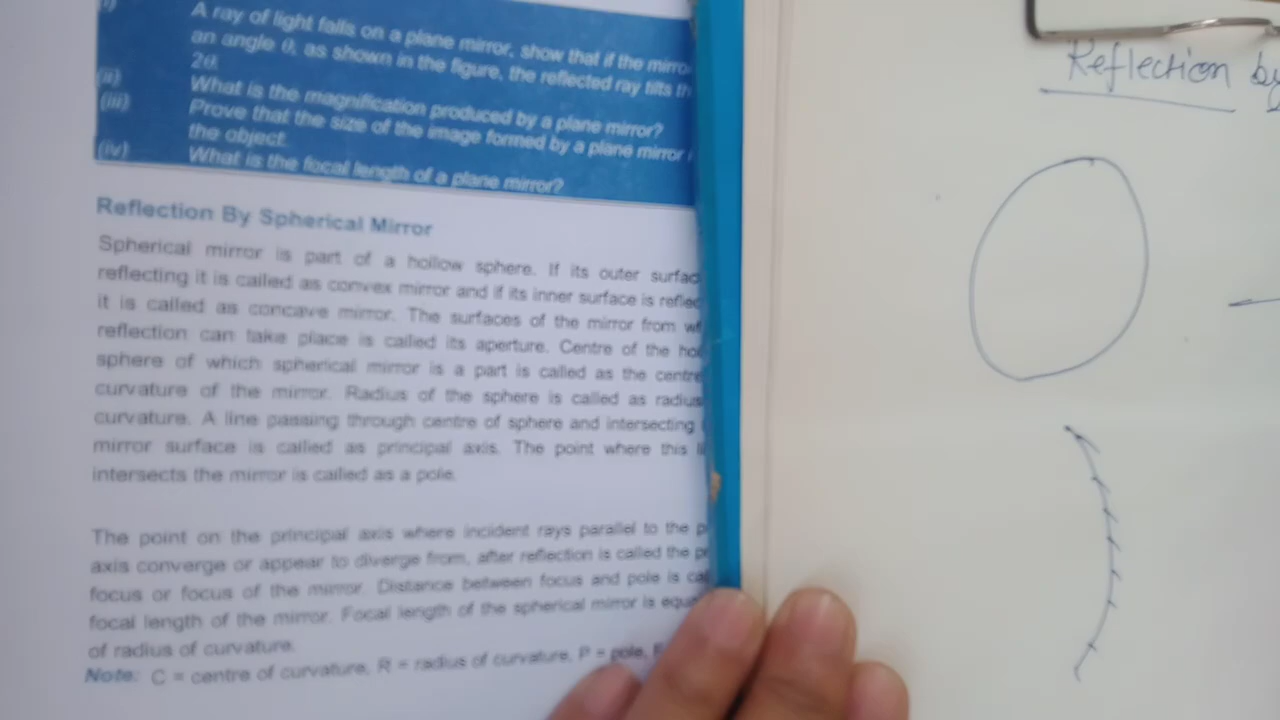 (i) A ray of light falls on a plane mirror, show that if the mirro
an angle θ, as shown in the figure, the reflected ray tilts th
2θ.
(ii) What is the magnification produced by a plane mirror?
(iii) Prove that the size of the image formed by a plane mirror i
the object.
(iv) What is the focal length of a plane mirror?
Reflection By Spherical Mirror
Spherical mirror is part of a hollow sphere. If its outer surfac
reflecting it is called as convex mirror and if its inner surface is reflec
it is called as concave mirror. The surfaces of the mirror from wh
reflection can take place is called its aperture. Centre of the hol
sphere of which spherical mirror is a part is called as the centre
curvature of the mirror. Radius of the sphere is called as radius
curvature. A line passing through centre of sphere and intersecting
mirror surface is called as principal axis. The point where this li
intersects the mirror is called as a pole.
The point on the principal axis where incident rays parallel to the p
axis converge or appear to diverge from, after reflection is called the pr
focus or focus of the mirror. Distance between focus and pole is cal
focal length of the mirror. Focal length of the spherical mirror is equa
of radius of curvature.
Note: C = centre of curvature, R = radius of curvature, P = pole, F
Reflection by